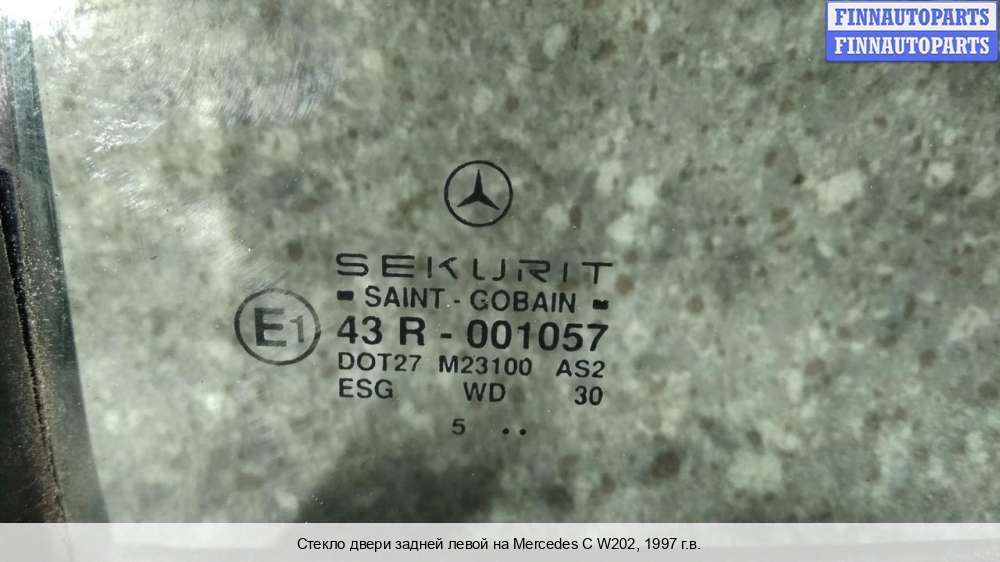 FINNAUTOPARTS
FINNAUTOPARTS
SEKURIT
SAINT - GOBAIN
E1 43 R - 001057
DOT27 M23100 AS2
ESG WD 30
5 ..
Стекло двери задней левой на Mercedes C W202, 1997 г.в.